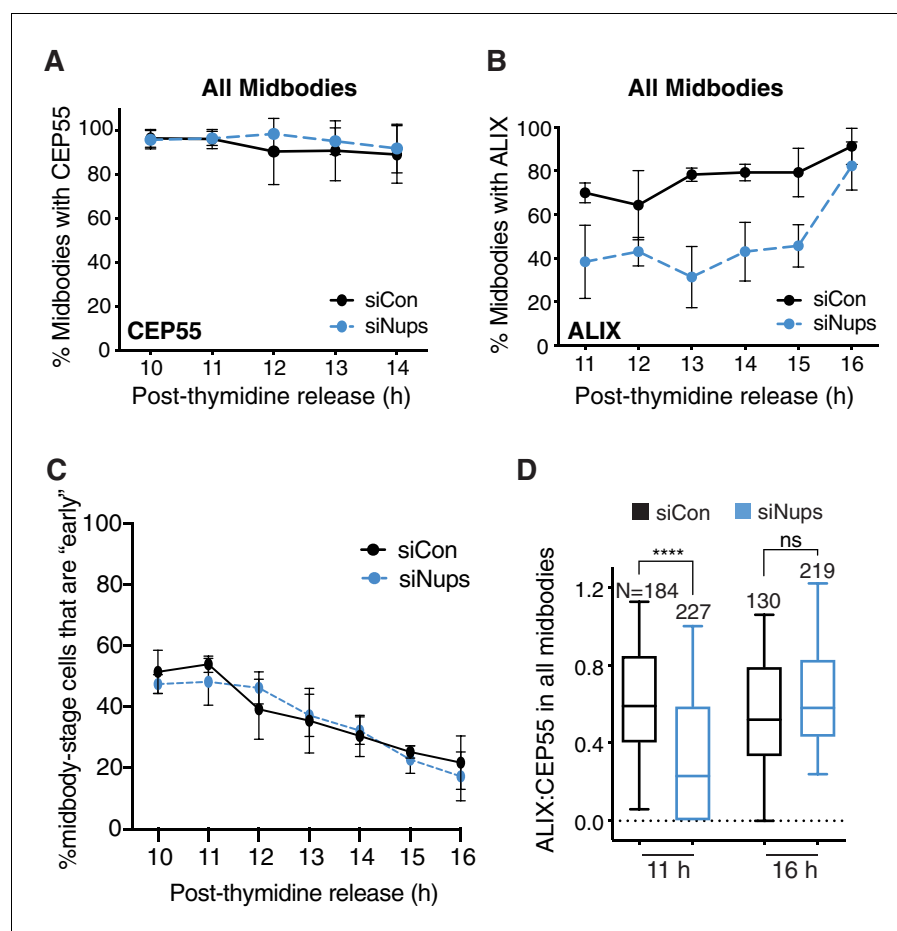 A
All Midbodies
% Midbodies with CEP55
100
80
60
40
20
0
CEP55
siCon
siNups
10 11 12 13 14
Post-thymidine release (h)
B
All Midbodies
% Midbodies with ALIX
100
80
60
40
20
0
ALIX
siCon
siNups
11 12 13 14 15 16
Post-thymidine release (h)
C
%midbody-stage cells that are “early”
100
80
60
40
20
0
siCon
siNups
10 11 12 13 14 15 16
Post-thymidine release (h)
D
siCon siNups
ALIX:CEP55 in all midbodies
1.2
0.8
0.4
0.0
**** ns
N=184 227 130 219
11 h 16 h